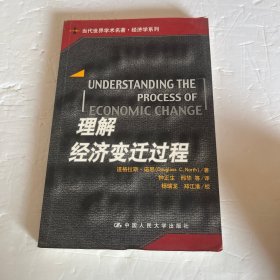 当代世界学术名著·经济学系列
UNDERSTANDING THE
PROCESS OF
ECONOMIC CHANGE
理解
经济变迁过程
道格拉斯·诺思(Douglass C. North)/著
钟正生 邢华 等/译
杨瑞龙 郑江淮/校
中国人民大学出版社